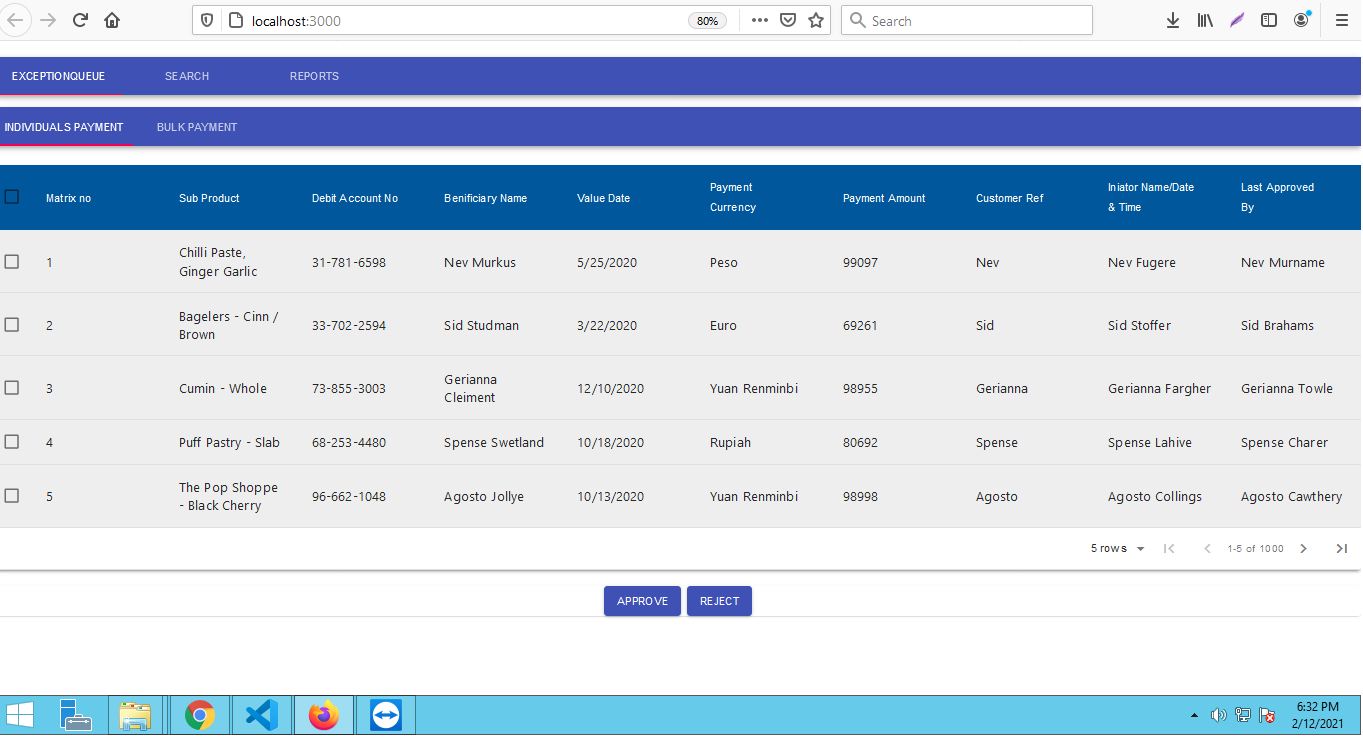 localhost:3000 80% Search
EXCEPTIONQUEUE SEARCH REPORTS
INDIVIDUALS PAYMENT BULK PAYMENT
Matrix no Sub Product Debit Account No Benificiary Name Value Date Payment Currency Payment Amount Customer Ref Iniator Name/Date & Time Last Approved By
1 Chilli Paste, Ginger Garlic 31-781-6598 Nev Murkus 5/25/2020 Peso 99097 Nev Nev Fugere Nev Murname
2 Bagelers - Cinn / Brown 33-702-2594 Sid Studman 3/22/2020 Euro 69261 Sid Sid Stoffer Sid Brahams
3 Cumin - Whole 73-855-3003 Gerianna Cleiment 12/10/2020 Yuan Renminbi 98955 Gerianna Gerianna Fargher Gerianna Towle
4 Puff Pastry - Slab 68-253-4480 Spense Swetland 10/18/2020 Rupiah 80692 Spense Spense Lahive Spense Charer
5 The Pop Shoppe - Black Cherry 96-662-1048 Agosto Jollye 10/13/2020 Yuan Renminbi 98998 Agosto Agosto Collings Agosto Cawthery
5 rows 1-5 of 1000
APPROVE REJECT
6:32 PM
2/12/2021